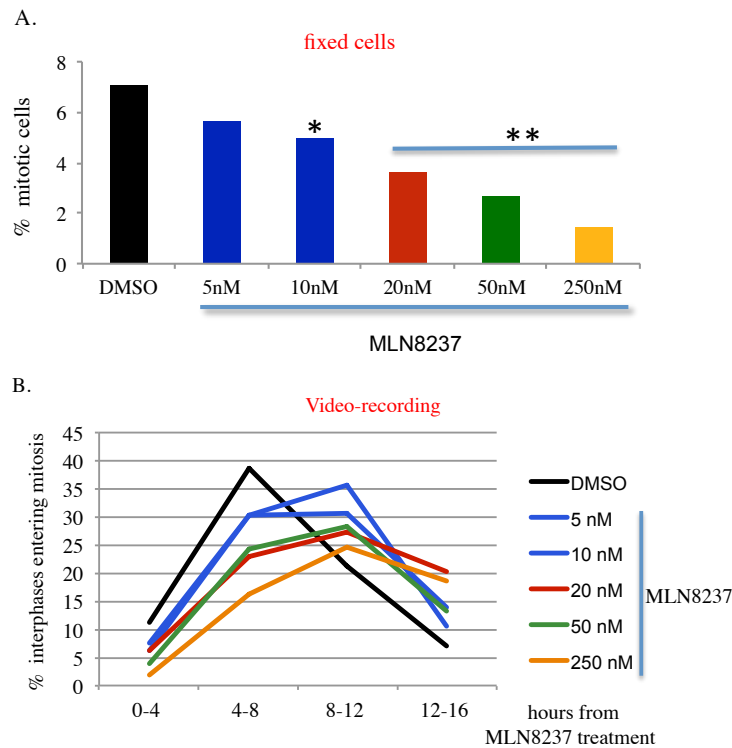 A.
fixed cells
% mitotic cells
8
6
4
2
0
*
**
DMSO
5nM
10nM
20nM
50nM
250nM
MLN8237
B.
Video-recording
% interphases entering mitosis
45
40
35
30
25
20
15
10
5
0
0-4
4-8
8-12
12-16
hours from
MLN8237 treatment
DMSO
5 nM
10 nM
20 nM
50 nM
250 nM
MLN8237